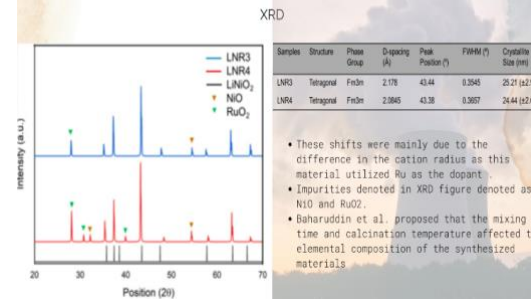 XRD
LNR3
LNR4
LiNiO2
NiO
RuO2
Intensity (a.u.)
20 30 40 50 60 70
Position (2θ)
Samples Structure Phase Group D-spacing (Å) Peak Position (°) FWHM (°) Crystallite Size (nm)
LNR3 Tetragonal Fm3m 2.178 43.44 0.3545 25.21
LNR4 Tetragonal Fm3m 2.0845 43.38 0.3657 24.44
• These shifts were mainly due to the
difference in the cation radius as this
material utilized Ru as the dopant .
• Impurities denoted in XRD figure denoted as
NiO and RuO2.
• Baharuddin et al. proposed that the mixing
time and calcination temperature affected t
elemental composition of the synthesized
materials